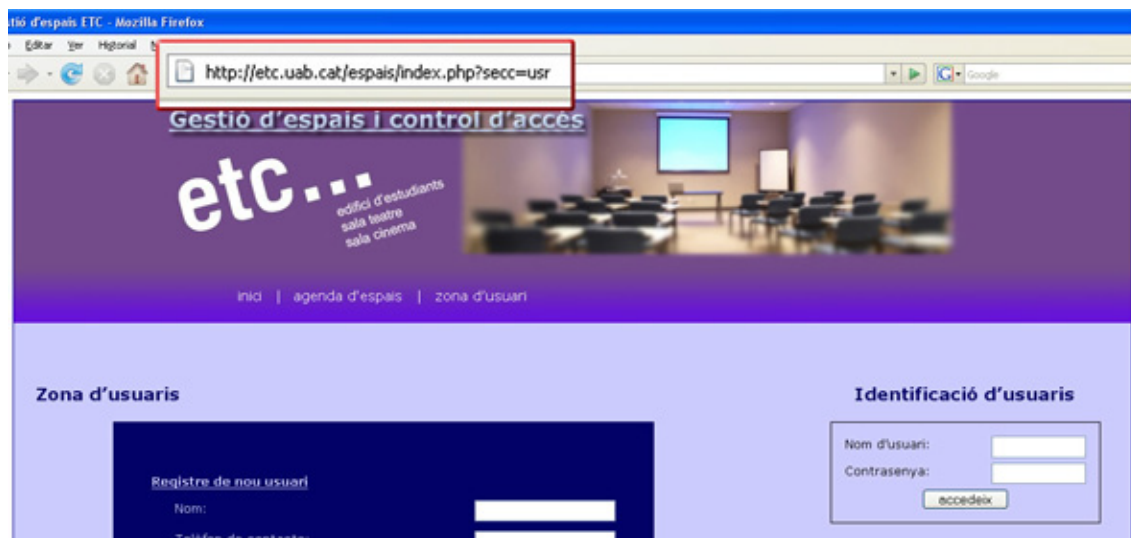 tió d'espais ETC - Mozilla Firefox
Editar Ver Historial
http://etc.uab.cat/espais/index.php?secc=usr
Google
Gestió d'espais i control d'accés
etc...
edifici d'estudiants
sala teatre
sala cinema
inici | agenda d'espais | zona d'usuari
Zona d'usuaris
Identificació d'usuaris
Nom d'usuari:
Contrasenya:
accedeix
Registre de nou usuari
Nom: